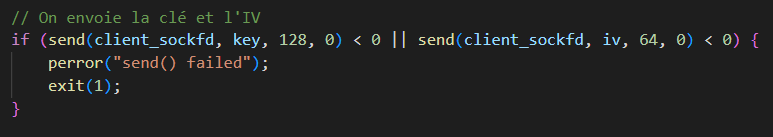 // On envoie la clé et l'IV
if (send(client_sockfd, key, 128, 0) < 0 || send(client_sockfd, iv, 64, 0) < 0) {
    perror("send() failed");
    exit(1);
}